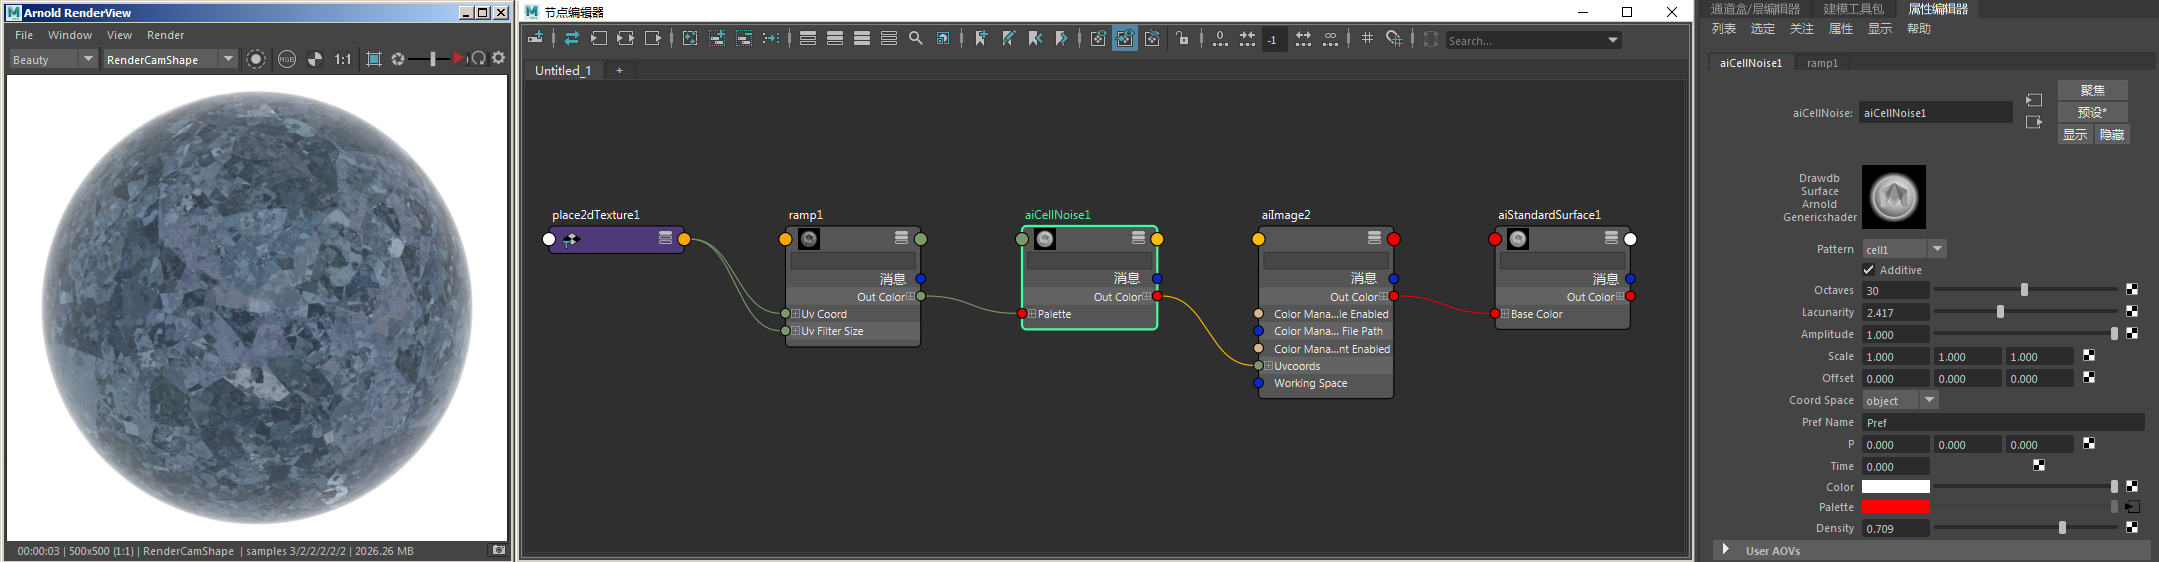 Arnold RenderView
File Window View Render
Beauty RenderCamShape RGB 1:1
00:00:03 | 500x500 (1:1) | RenderCamShape | samples 3/2/2/2/2/2 | 2026.26 MB
节点编辑器
0 -1 ∞ Search...
Untitled_1 +
place2dTexture1
ramp1
消息
Out Color
Uv Coord
Uv Filter Size
aiCellNoise1
消息
Out Color
Palette
aiImage2
消息
Out Color
Color Mana...le Enabled
Color Mana... File Path
Color Mana...nt Enabled
Uvcoords
Working Space
aiStandardSurface1
消息
Out Color
Base Color
通道盒/层编辑器 建模工具包 属性编辑器
列表 选定 关注 属性 显示 帮助
aiCellNoise1 ramp1
聚焦
aiCellNoise: aiCellNoise1 预设*
显示 隐藏
Drawdb
Surface
Arnold
Genericshader
Pattern cell1
Additive
Octaves 30
Lacunarity 2.417
Amplitude 1.000
Scale 1.000 1.000 1.000
Offset 0.000 0.000 0.000
Coord Space object
Pref Name Pref
P 0.000 0.000 0.000
Time 0.000
Color
Palette
Density 0.709
User AOVs